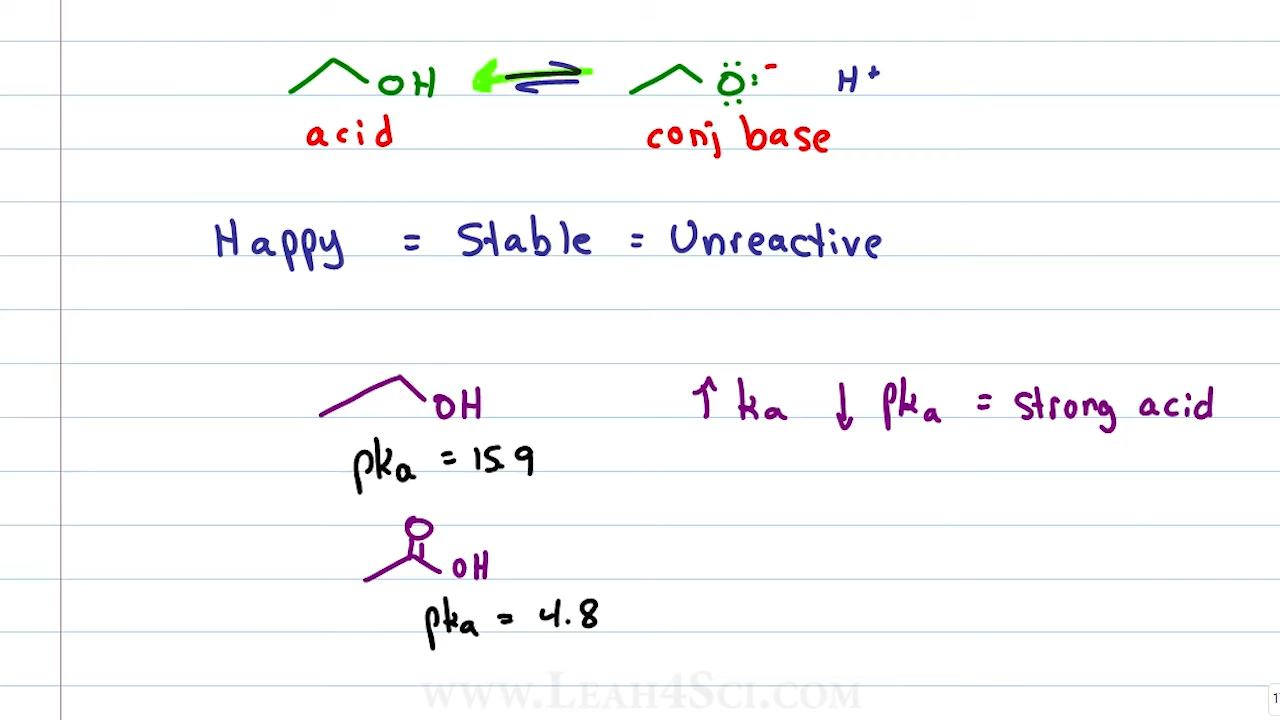 OH ⇌ :Ö:⁻ H⁺
acid conj base
Happy = Stable = Unreactive
OH ↑ ka ↓ pka = strong acid
pka = 15.9
O
OH
pka = 4.8
www.Leah4Sci.com
1